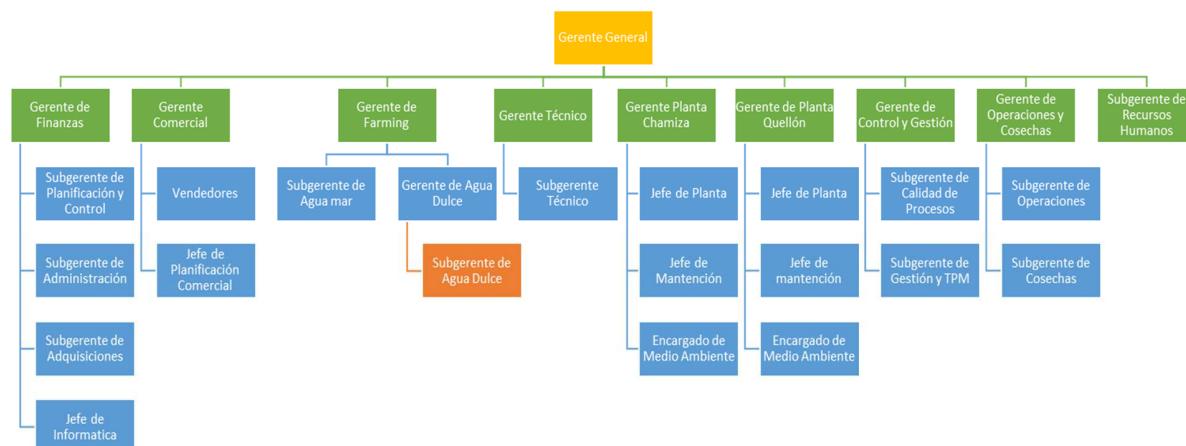 Gerente General
Gerente de
Finanzas
Gerente
Comercial
Gerente de
Farming
Gerente Técnico
Gerente Planta
Chamiza
Gerente de Planta
Quellón
Gerente de
Control y Gestión
Gerente de
Operaciones y
Cosechas
Subgerente de
Recursos
Humanos
Subgerente de
Planificación y
Control
Vendedores
Subgerente de
Agua mar
Gerente de Agua
Dulce
Subgerente
Técnico
Jefe de Planta
Jefe de Planta
Subgerente de
Calidad de
Procesos
Subgerente de
Operaciones
Subgerente de
Administración
Jefe de
Planificación
Comercial
Subgerente de
Agua Dulce
Jefe de
Mantención
Jefe de
mantención
Subgerente de
Gestión y TPM
Subgerente de
Cosechas
Subgerente de
Adquisiciones
Encargado de
Medio Ambiente
Encargado de
Medio Ambiente
Jefe de
Informatica